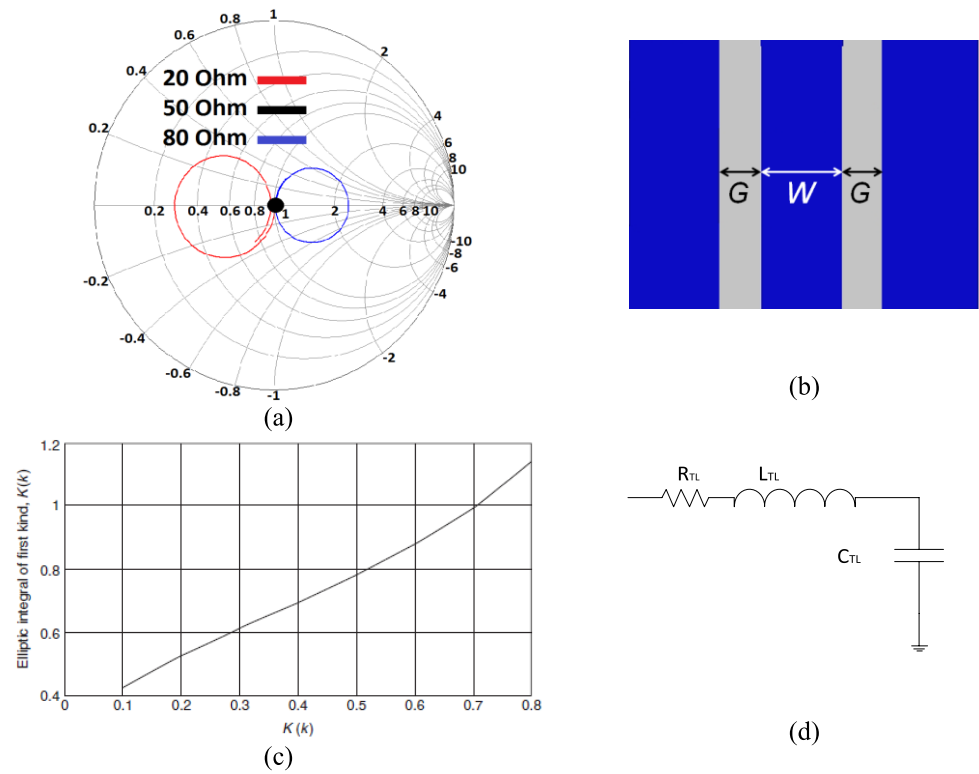 1
0.8
0.6
0.4
0.2
2
4
6
8
10
20 Ohm
50 Ohm
80 Ohm
0.2 0.4 0.6 0.8 1 2 4 6 8 10
-0.2
-0.4
-0.6
-0.8
-1
-2
-4
-6
-8
-10
(a)
G W G
(b)
1.2
1
0.8
0.6
0.4
0 0.1 0.2 0.3 0.4 0.5 0.6 0.7 0.8
Elliptic integral of first kind, K(k)
K (k)
(c)
RTL LTL
CTL
(d)